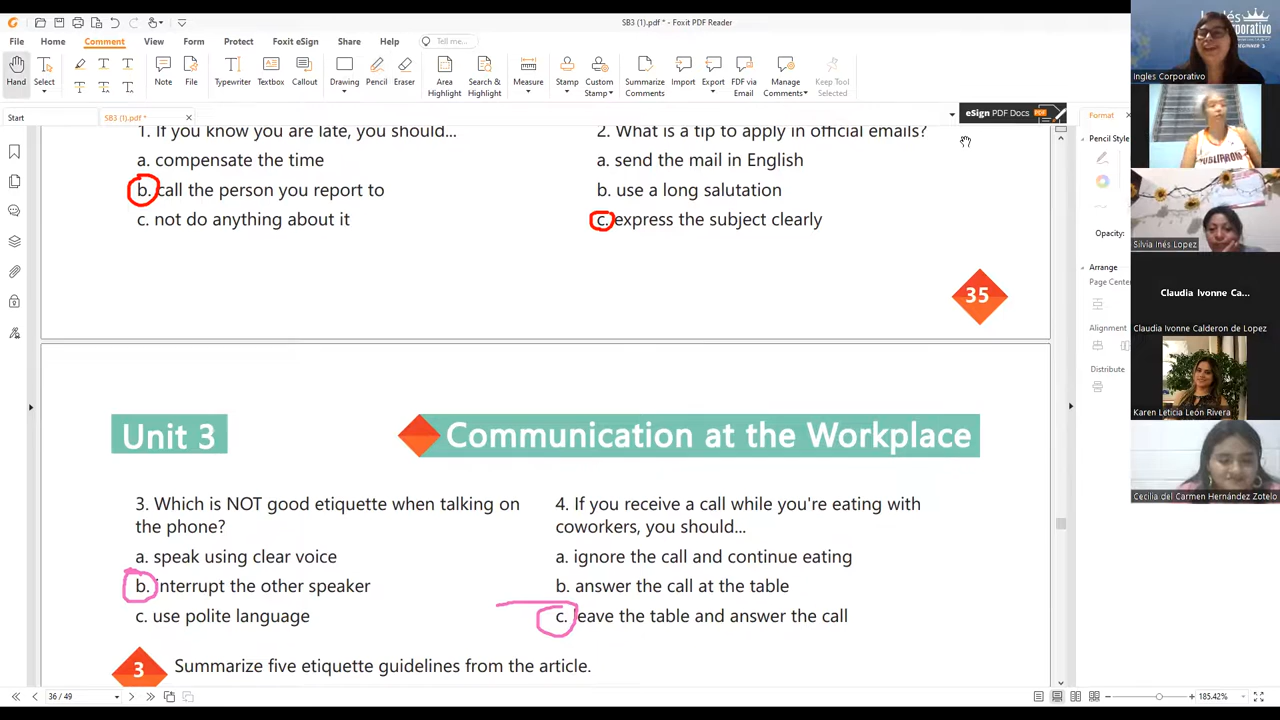 SB3 (1).pdf * - Foxit PDF Reader
File
Home
Comment
View
Form
Protect
Foxit eSign
Share
Help
Tell me...
Hand
Select
Note
File
Typewriter
Textbox
Callout
Drawing
Pencil
Eraser
Area
Highlight
Search &
Highlight
Measure
Stamp
Custom
Stamp
Summarize
Comments
Import
Export
FDF via
Email
Manage
Comments
Keep Tool
Selected
Start
SB3 (1).pdf *
eSign PDF Docs
Format
Pencil Style
Opacity:
Arrange
Page Center
Alignment
Distribute
1. If you know you are late, you should...
a. compensate the time
b. call the person you report to
c. not do anything about it
2. What is a tip to apply in official emails?
a. send the mail in English
b. use a long salutation
c. express the subject clearly
35
Unit 3
Communication at the Workplace
3. Which is NOT good etiquette when talking on
the phone?
a. speak using clear voice
b. interrupt the other speaker
c. use polite language
4. If you receive a call while you're eating with
coworkers, you should...
a. ignore the call and continue eating
b. answer the call at the table
c. leave the table and answer the call
3
Summarize five etiquette guidelines from the article.
36 / 49
185.42%
Ingles Corporativo
Silvia Inés Lopez
Claudia Ivonne Ca...
Claudia Ivonne Calderon de Lopez
Karen Leticia León Rivera
Cecilia del Carmen Hernández Zotelo